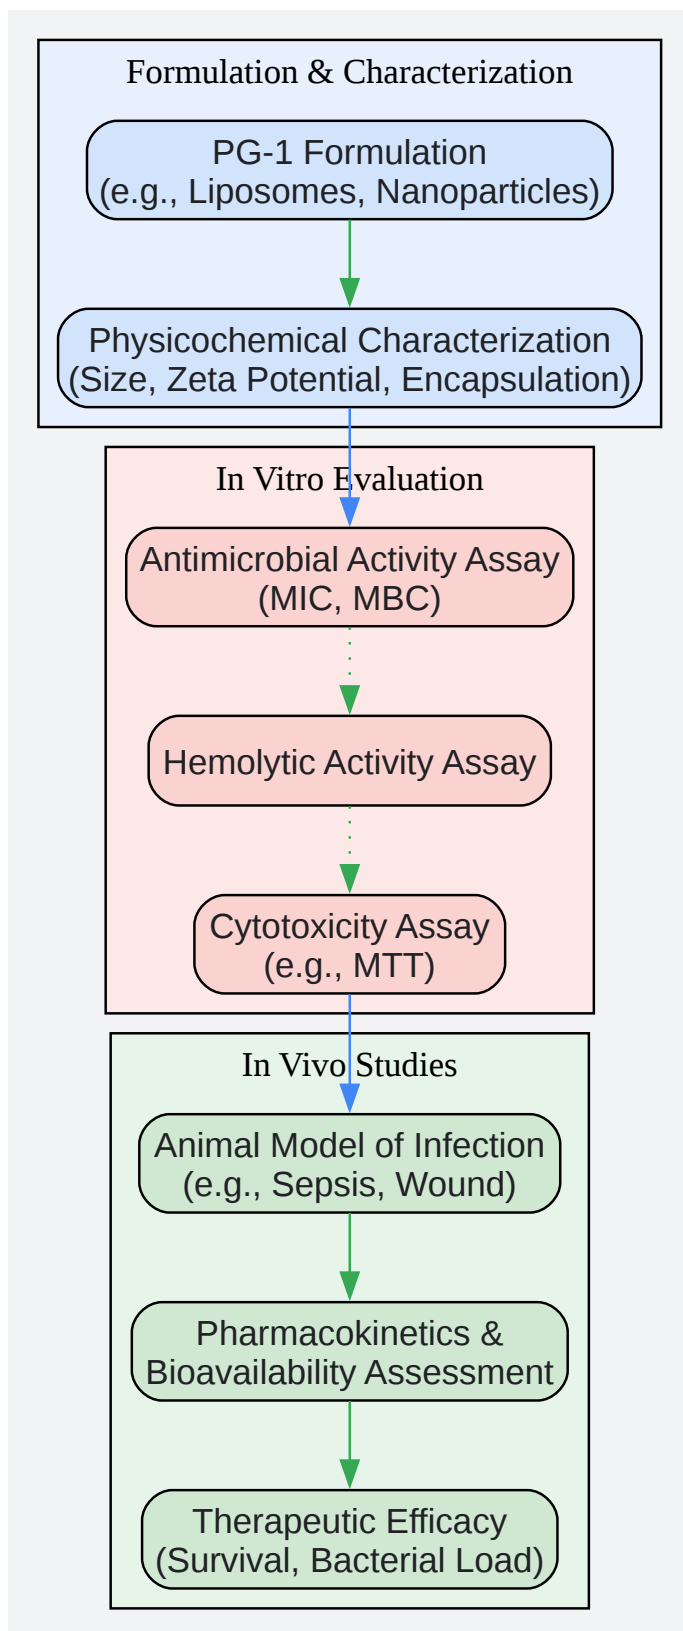 Formulation & Characterization
PG-1 Formulation
(e.g., Liposomes, Nanoparticles)
Physicochemical Characterization
(Size, Zeta Potential, Encapsulation)
In Vitro Evaluation
Antimicrobial Activity Assay
(MIC, MBC)
Hemolytic Activity Assay
Cytotoxicity Assay
(e.g., MTT)
In Vivo Studies
Animal Model of Infection
(e.g., Sepsis, Wound)
Pharmacokinetics &
Bioavailability Assessment
Therapeutic Efficacy
(Survival, Bacterial Load)